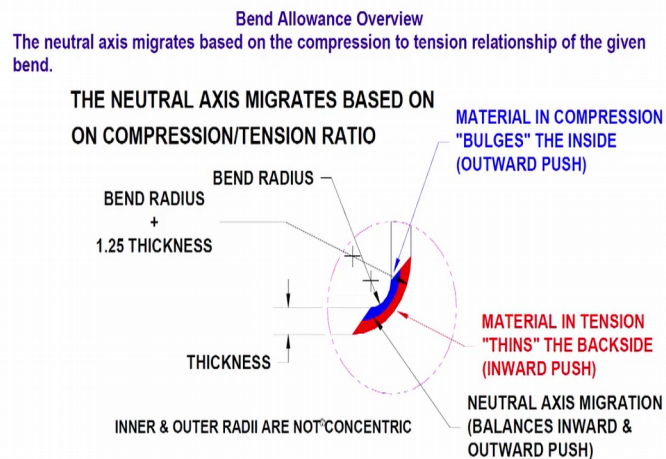 Bend Allowance Overview
The neutral axis migrates based on the compression to tension relationship of the given
bend.
THE NEUTRAL AXIS MIGRATES BASED ON
ON COMPRESSION/TENSION RATIO
MATERIAL IN COMPRESSION
"BULGES" THE INSIDE
(OUTWARD PUSH)
BEND RADIUS
BEND RADIUS
+
1.25 THICKNESS
THICKNESS
MATERIAL IN TENSION
"THINS" THE BACKSIDE
(INWARD PUSH)
NEUTRAL AXIS MIGRATION
(BALANCES INWARD &
OUTWARD PUSH)
INNER & OUTER RADII ARE NOT CONCENTRIC